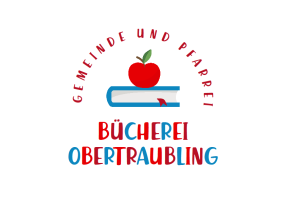 GEMEINDE UND PFARREI
BÜCHEREI
OBERTRAUBLING